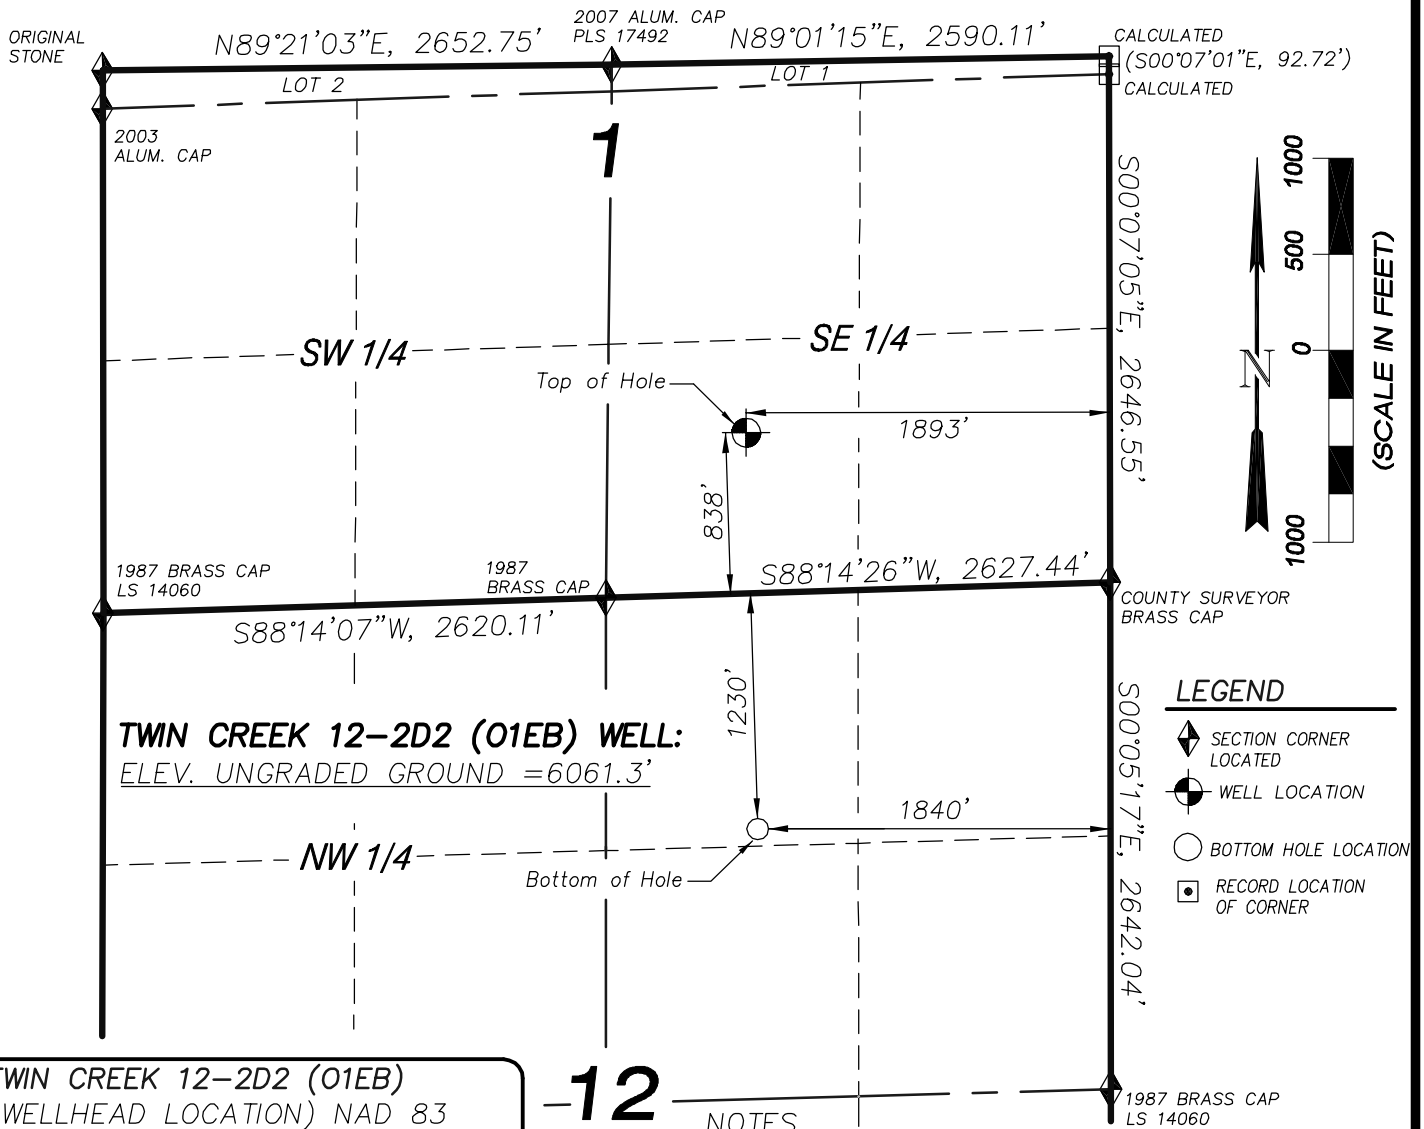 ORIGINAL
STONE
N89°21'03"E, 2652.75'
2007 ALUM. CAP
PLS 17492
N89°01'15"E, 2590.11'
CALCULATED
(S00°07'01"E, 92.72')
CALCULATED
LOT 2
LOT 1
2003
ALUM. CAP
1
S00°07'05"E, 2646.55'
1000
500
0
1000
(SCALE IN FEET)
N
SW 1/4
SE 1/4
Top of Hole
1893'
838'
1987 BRASS CAP
LS 14060
1987
BRASS CAP
S88°14'26"W, 2627.44'
S88°14'07"W, 2620.11'
COUNTY SURVEYOR
BRASS CAP
1230'
S00°05'17"E, 2642.04'
LEGEND
SECTION CORNER
LOCATED
WELL LOCATION
BOTTOM HOLE LOCATION
RECORD LOCATION
OF CORNER
TWIN CREEK 12-2D2 (O1EB) WELL:
ELEV. UNGRADED GROUND =6061.3'
1840'
NW 1/4
Bottom of Hole
TWIN CREEK 12-2D2 (O1EB)
WELLHEAD LOCATION) NAD 83
12
NOTES
1987 BRASS CAP
LS 14060